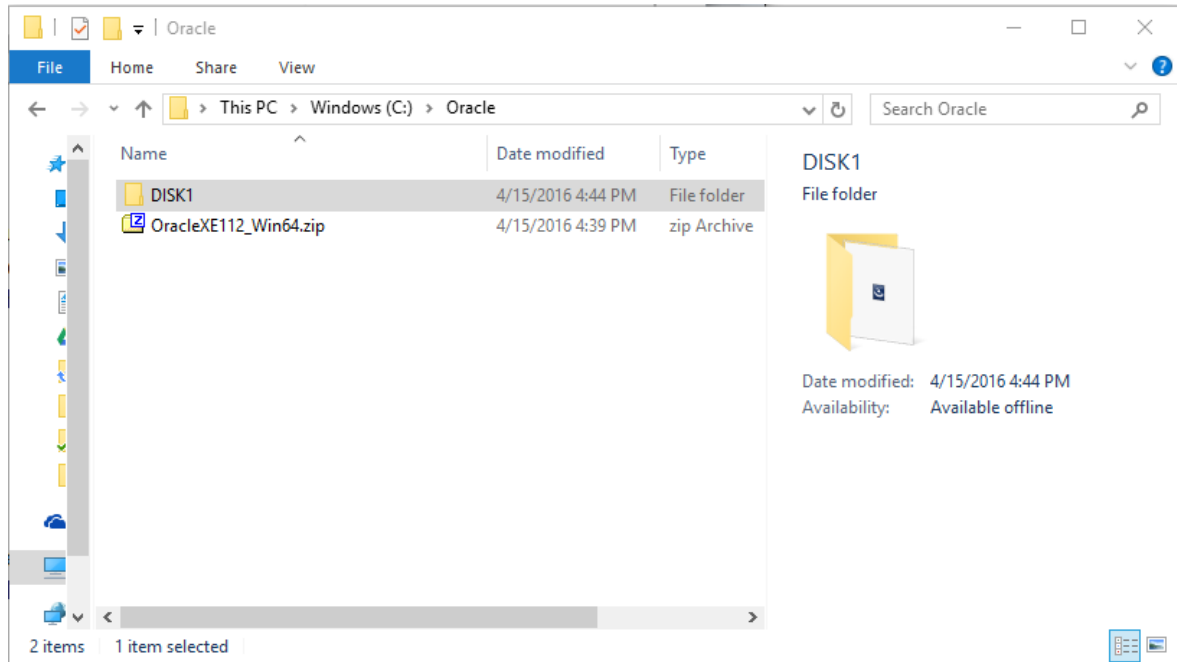 Oracle
File Home Share View
This PC > Windows (C:) > Oracle Search Oracle
Name Date modified Type
DISK1 4/15/2016 4:44 PM File folder
OracleXE112_Win64.zip 4/15/2016 4:39 PM zip Archive
DISK1
File folder
Date modified: 4/15/2016 4:44 PM
Availability: Available offline
2 items 1 item selected